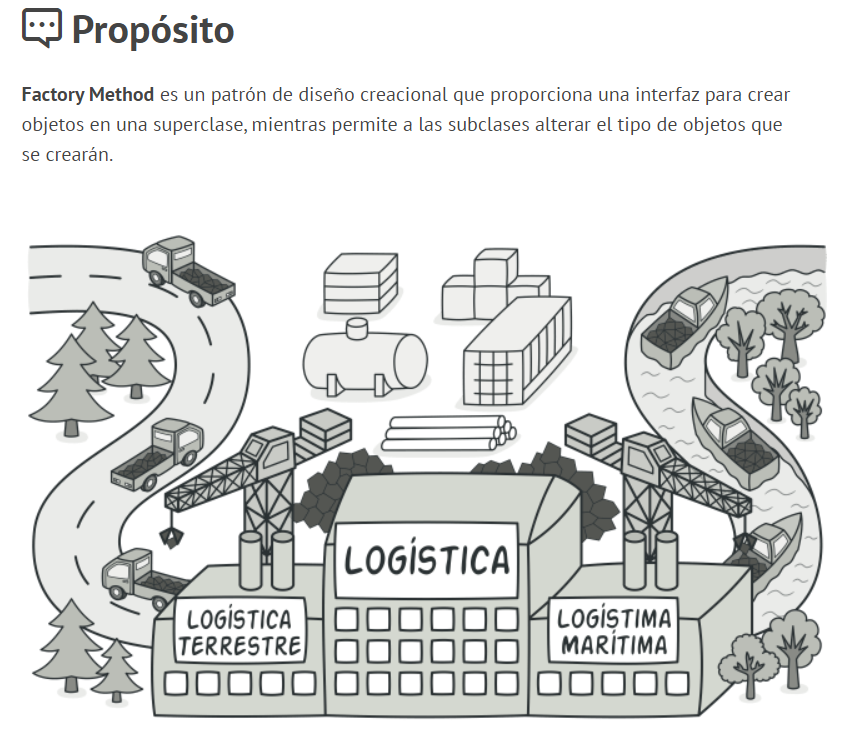 Propósito
Factory Method es un patrón de diseño creacional que proporciona una interfaz para crear
objetos en una superclase, mientras permite a las subclases alterar el tipo de objetos que
se crearán.
LOGÍSTICA
LOGÍSTICA
TERRESTRE
LOGÍSTIMA
MARÍTIMA